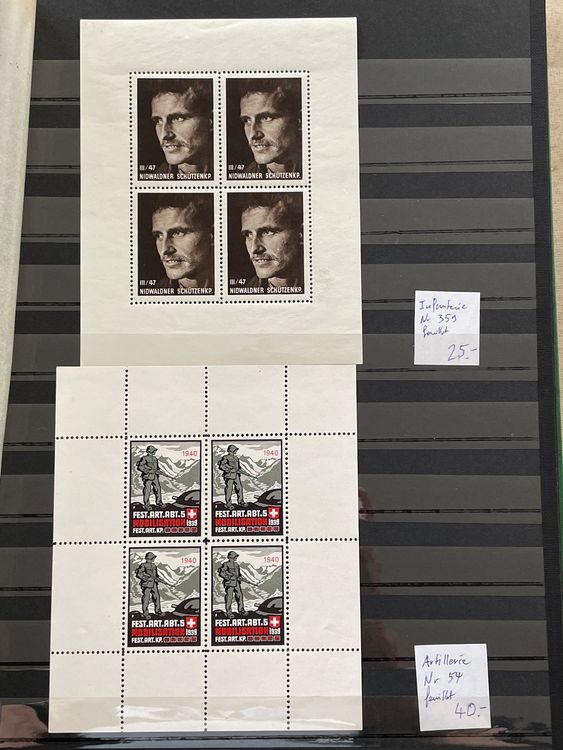 III/47
NIDWALDNER SCHÜTZENKP.
III/47
NIDWALDNER SCHÜTZENKP.
III/47
NIDWALDNER SCHÜTZENKP.
III/47
NIDWALDNER SCHÜTZENKP.
Infanterie
Nr 359
feuillet
25.-
1940
FEST.ART.ABT.5
MOBILISATION 1939
FEST.ART.KP.
1940
FEST.ART.ABT.5
MOBILISATION 1939
FEST.ART.KP.
1940
FEST.ART.ABT.5
MOBILISATION 1939
FEST.ART.KP.
1940
FEST.ART.ABT.5
MOBILISATION 1939
FEST.ART.KP.
Artillerie
Nr 54
feuillet
40.-